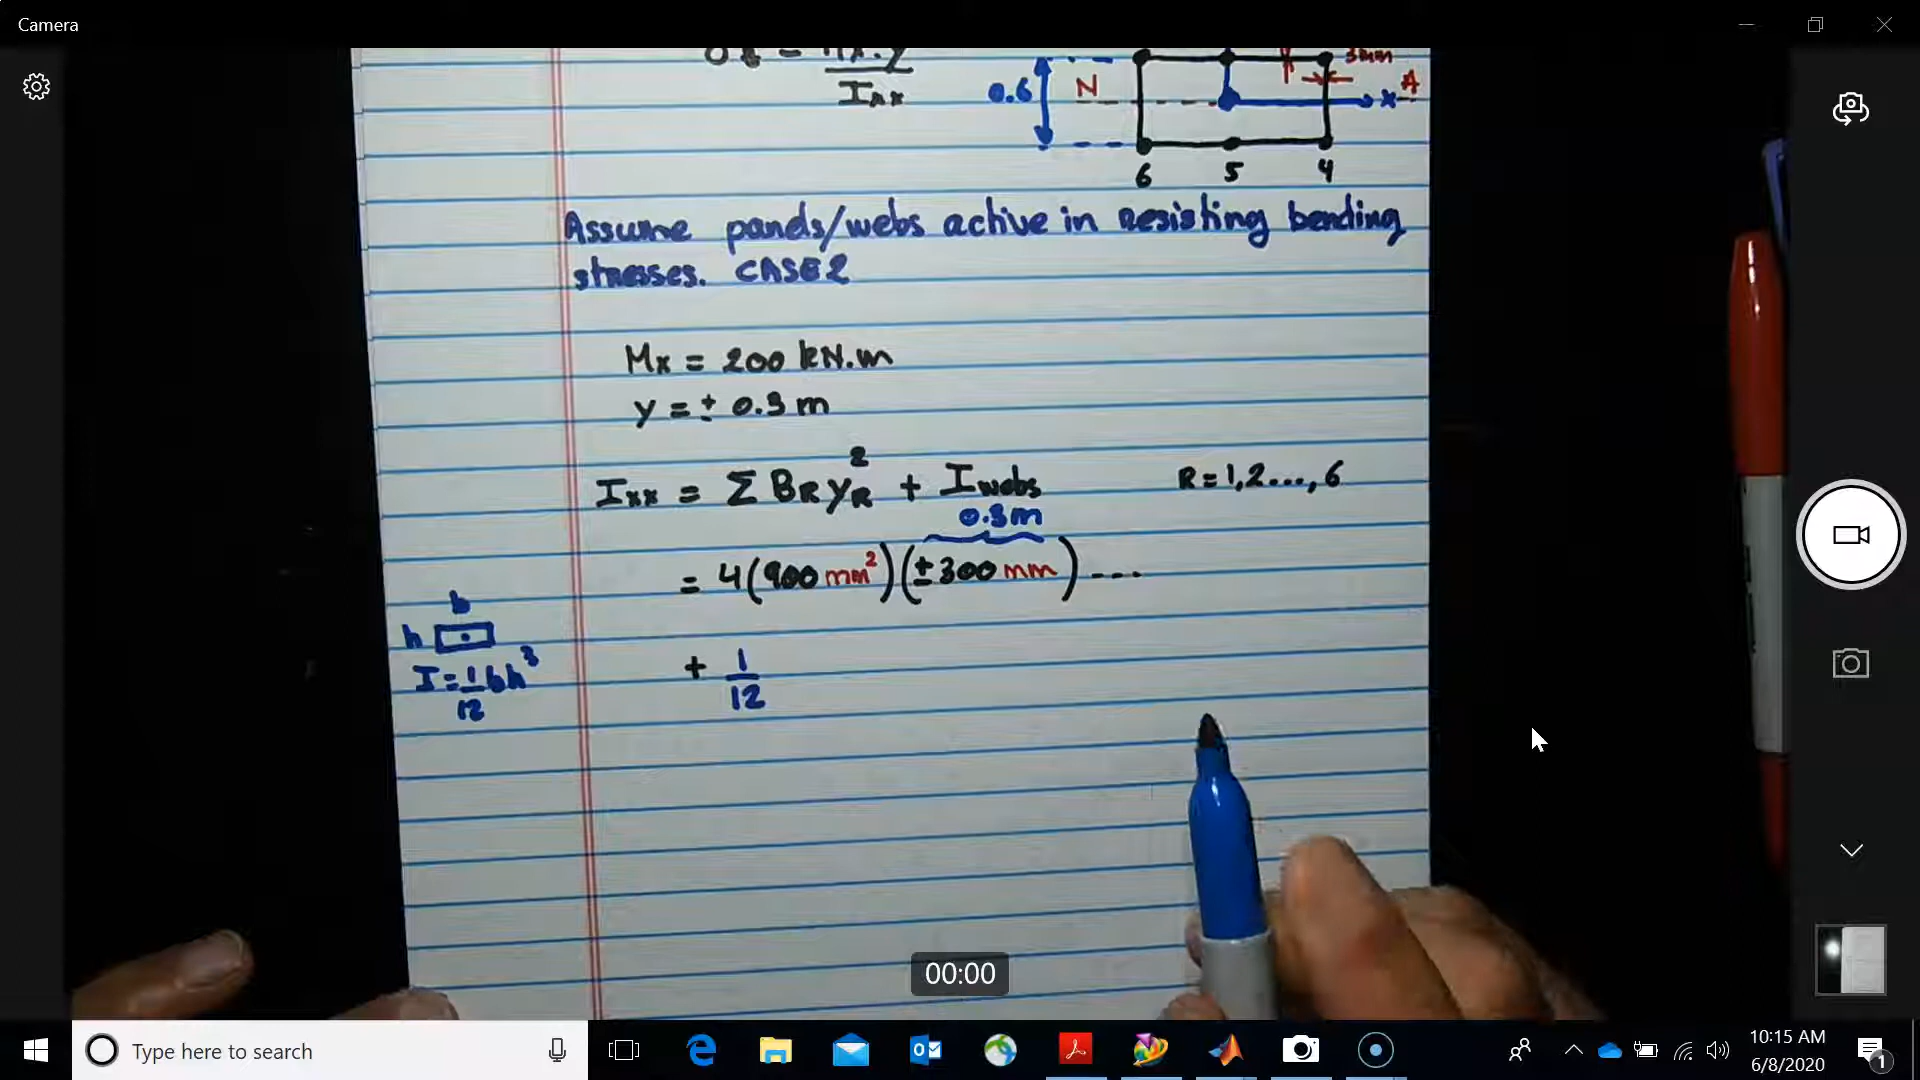 Camera
Ixx
3mm
0.6
N
x
A
6 5 4
Assume panels/webs active in Resisting bending
stresses. CASE 2
Mx = 200 kN.m
y = ± 0.3 m
Ixx = Σ BR yR² + Iwebs R = 1,2...,6
0.3m
= 4(900 mm²)(±300 mm) ---
b
h
I = 1/12 bh³
+ 1/12
00:00
Type here to search
10:15 AM
6/8/2020
1